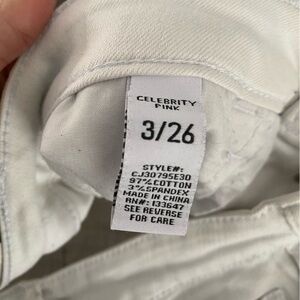 CELEBRITY
PINK
3/26
STYLE#:
CJ30795E30
97%COTTON
3%SPANDEX
MADE IN CHINA
RN#: 133647
SEE REVERSE
FOR CARE